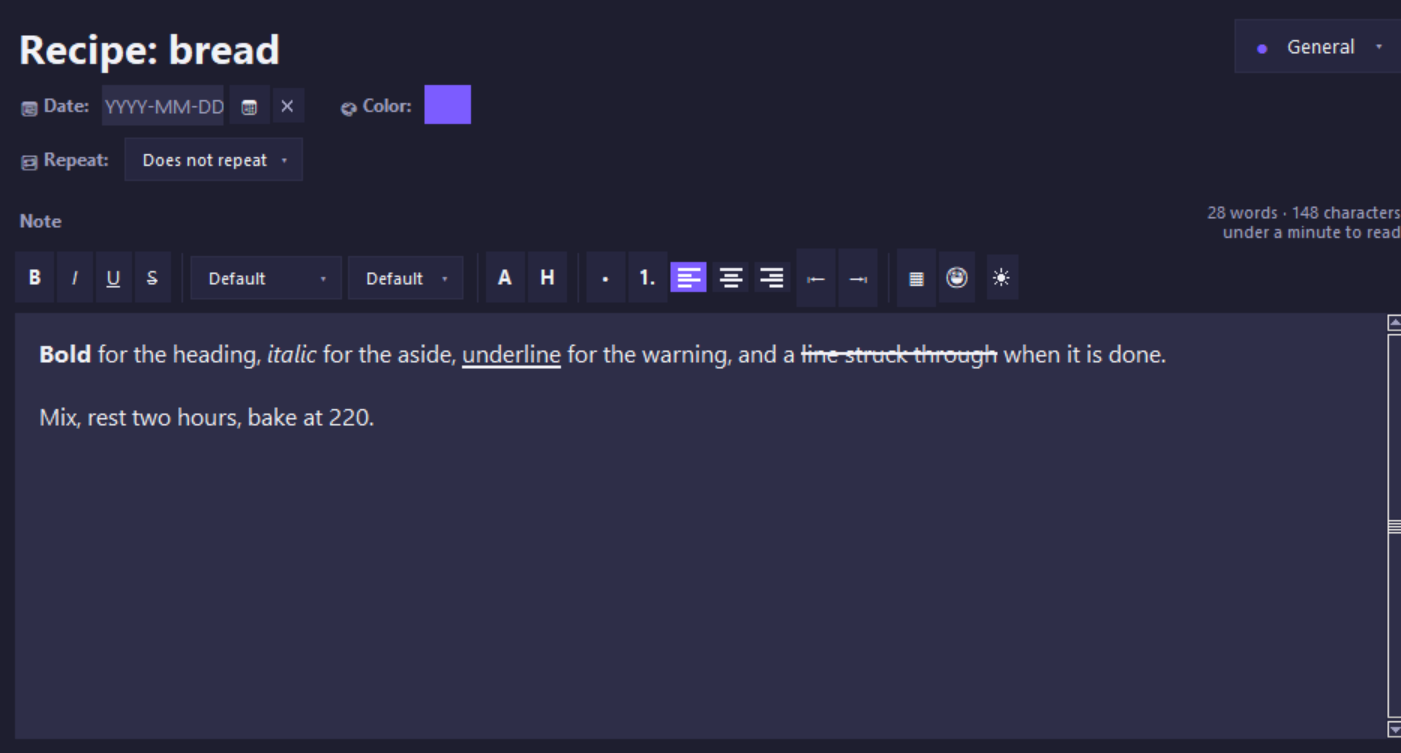 Recipe: bread
General
Date: YYYY-MM-DD
Color:
Repeat: Does not repeat
Note
28 words · 148 characters
under a minute to read
B I U S Default Default A H • 1.
Bold for the heading, italic for the aside, underline for the warning, and a line struck through when it is done.
Mix, rest two hours, bake at 220.